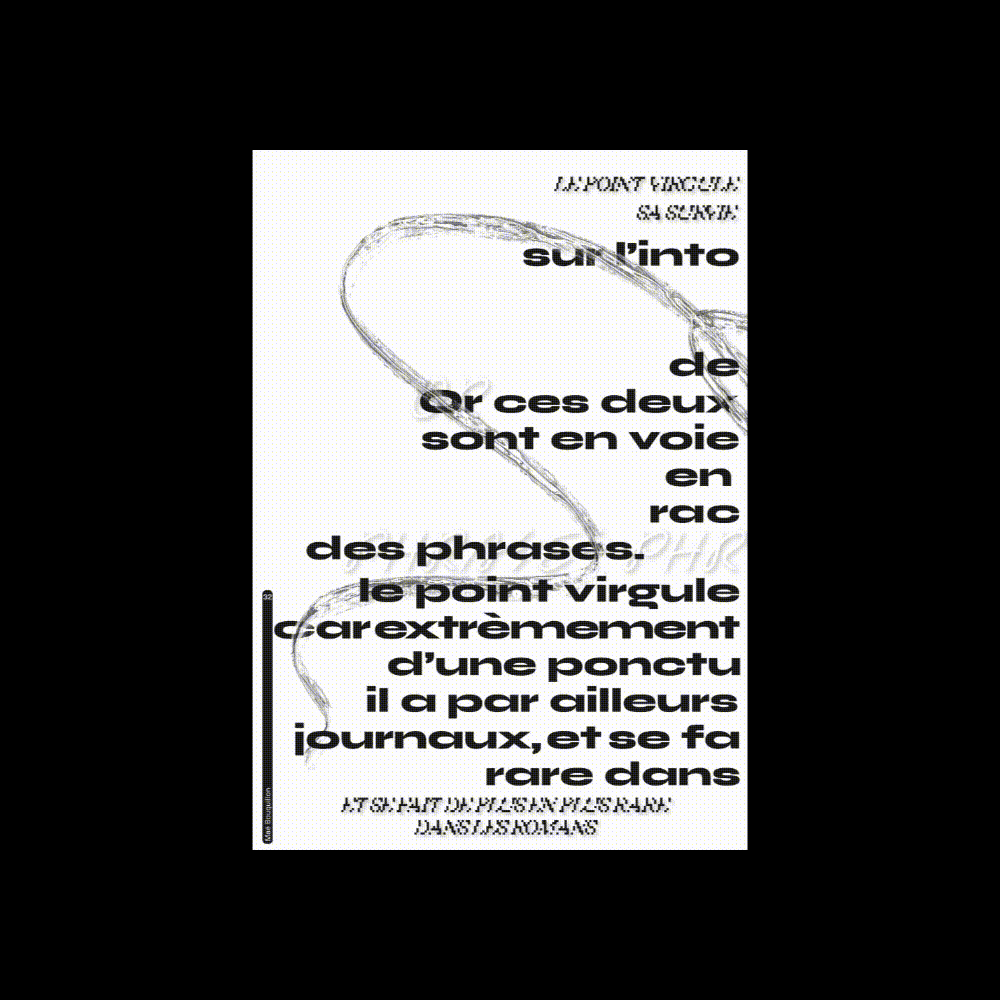 LE POINT VIRGULE
SA SURVIE
sur l’into
de
Or ces deux
sont en voie
en
rac
des phrases.
le point virgule
car extrèmement
d’une ponctu
il a par ailleurs
journaux, et se fa
rare dans
ET SE FAIT DE PLUS EN PLUS RARE
DANS LES ROMANS
32
Maé Bouquillon